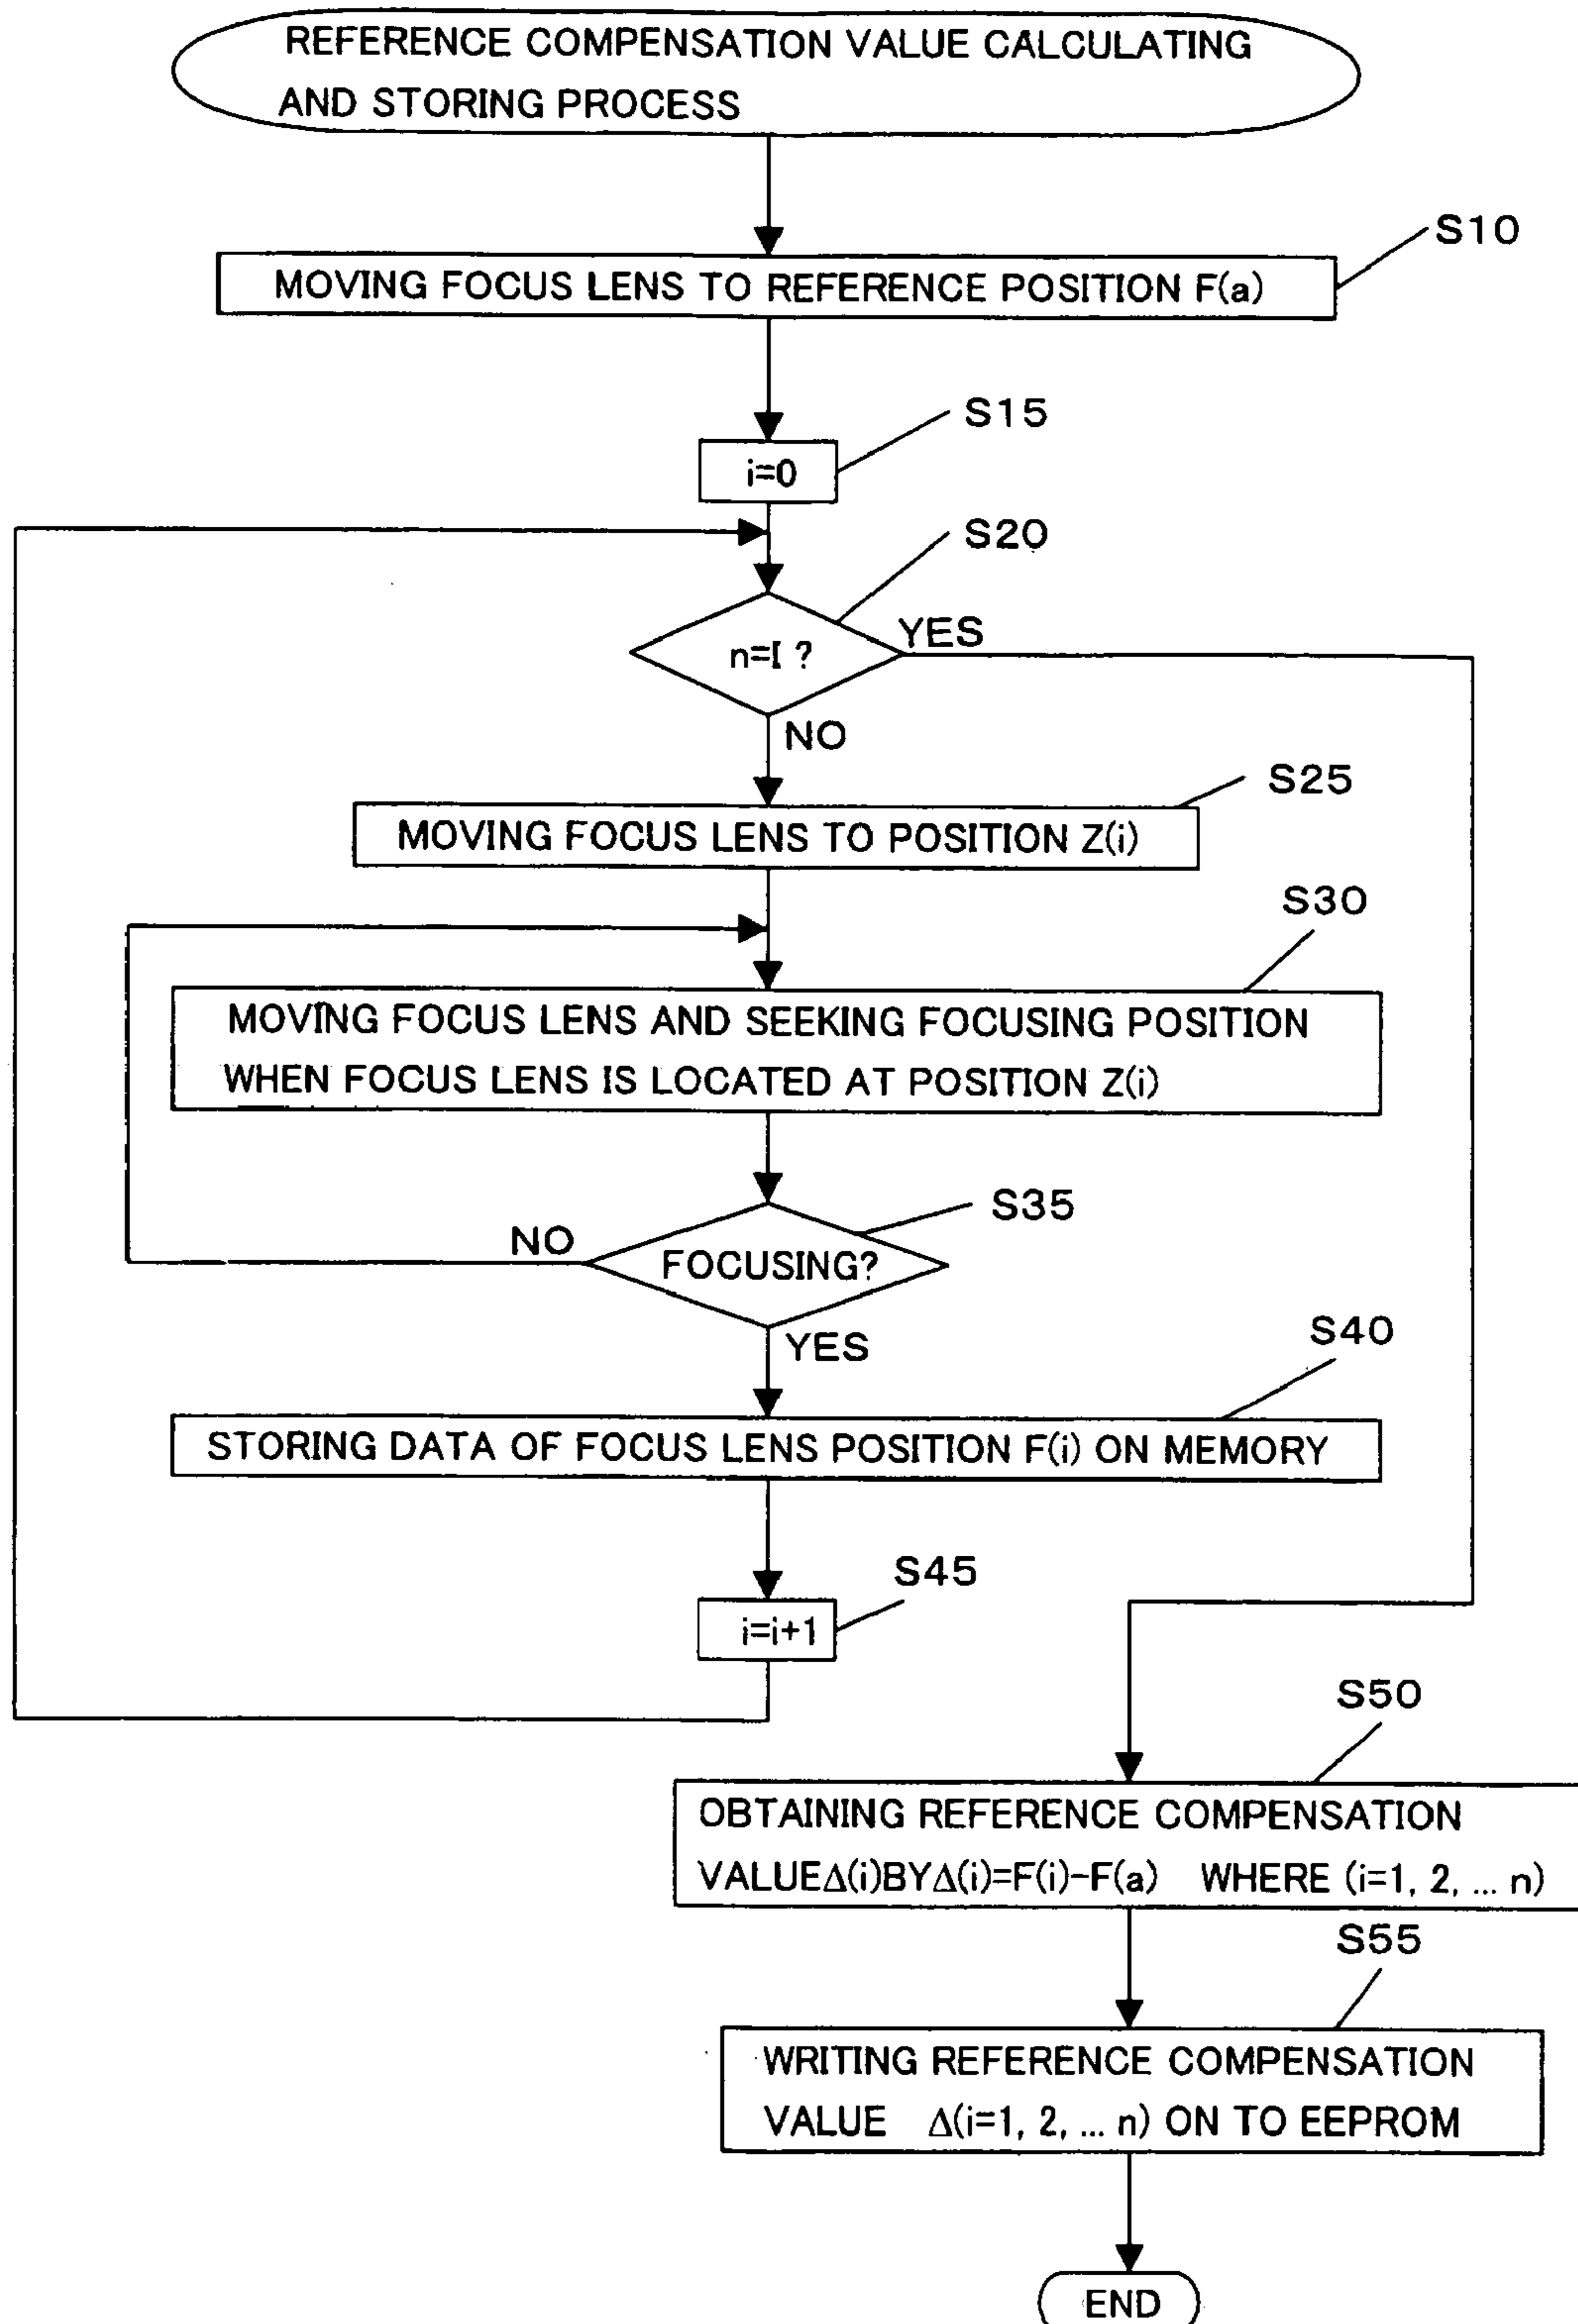 REFERENCE COMPENSATION VALUE CALCULATING
AND STORING PROCESS
S10
MOVING FOCUS LENS TO REFERENCE POSITION F(a)
S15
i=0
S20
YES
n=I ?
NO
S25
MOVING FOCUS LENS TO POSITION Z(i)
S30
MOVING FOCUS LENS AND SEEKING FOCUSING POSITION
WHEN FOCUS LENS IS LOCATED AT POSITION Z(i)
S35
NO
FOCUSING?
YES
S40
STORING DATA OF FOCUS LENS POSITION F(i) ON MEMORY
S45
i=i+1
S50
OBTAINING REFERENCE COMPENSATION
VALUEΔ(i)BYΔ(i)=F(i)-F(a) WHERE (i=1, 2, ... n)
S55
WRITING REFERENCE COMPENSATION
VALUE Δ(i=1, 2, ... n) ON TO EEPROM
END